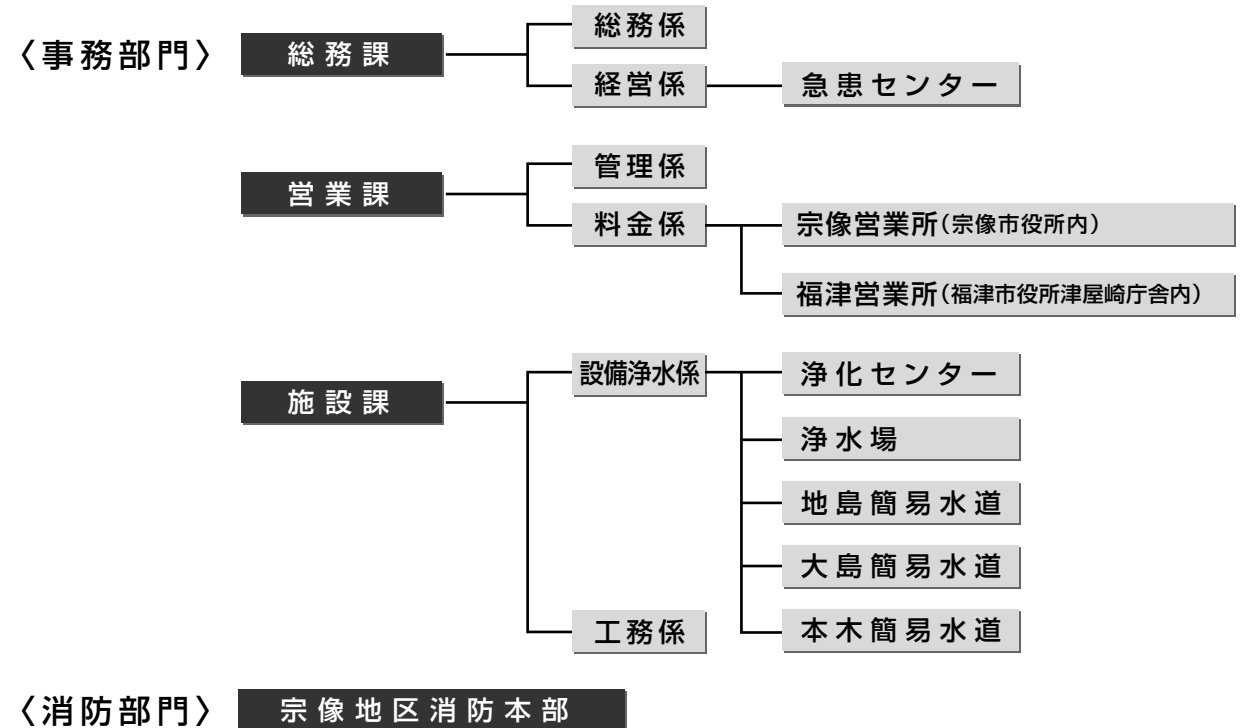 総務係
〈事務部門〉 総務課
経営係 急患センター
管理係
営業課
料金係 宗像営業所(宗像市役所内)
福津営業所(福津市役所津屋崎庁舎内)
設備浄水係 浄化センター
施設課
浄水場
地島簡易水道
大島簡易水道
工務係 本木簡易水道
〈消防部門〉 宗像地区消防本部